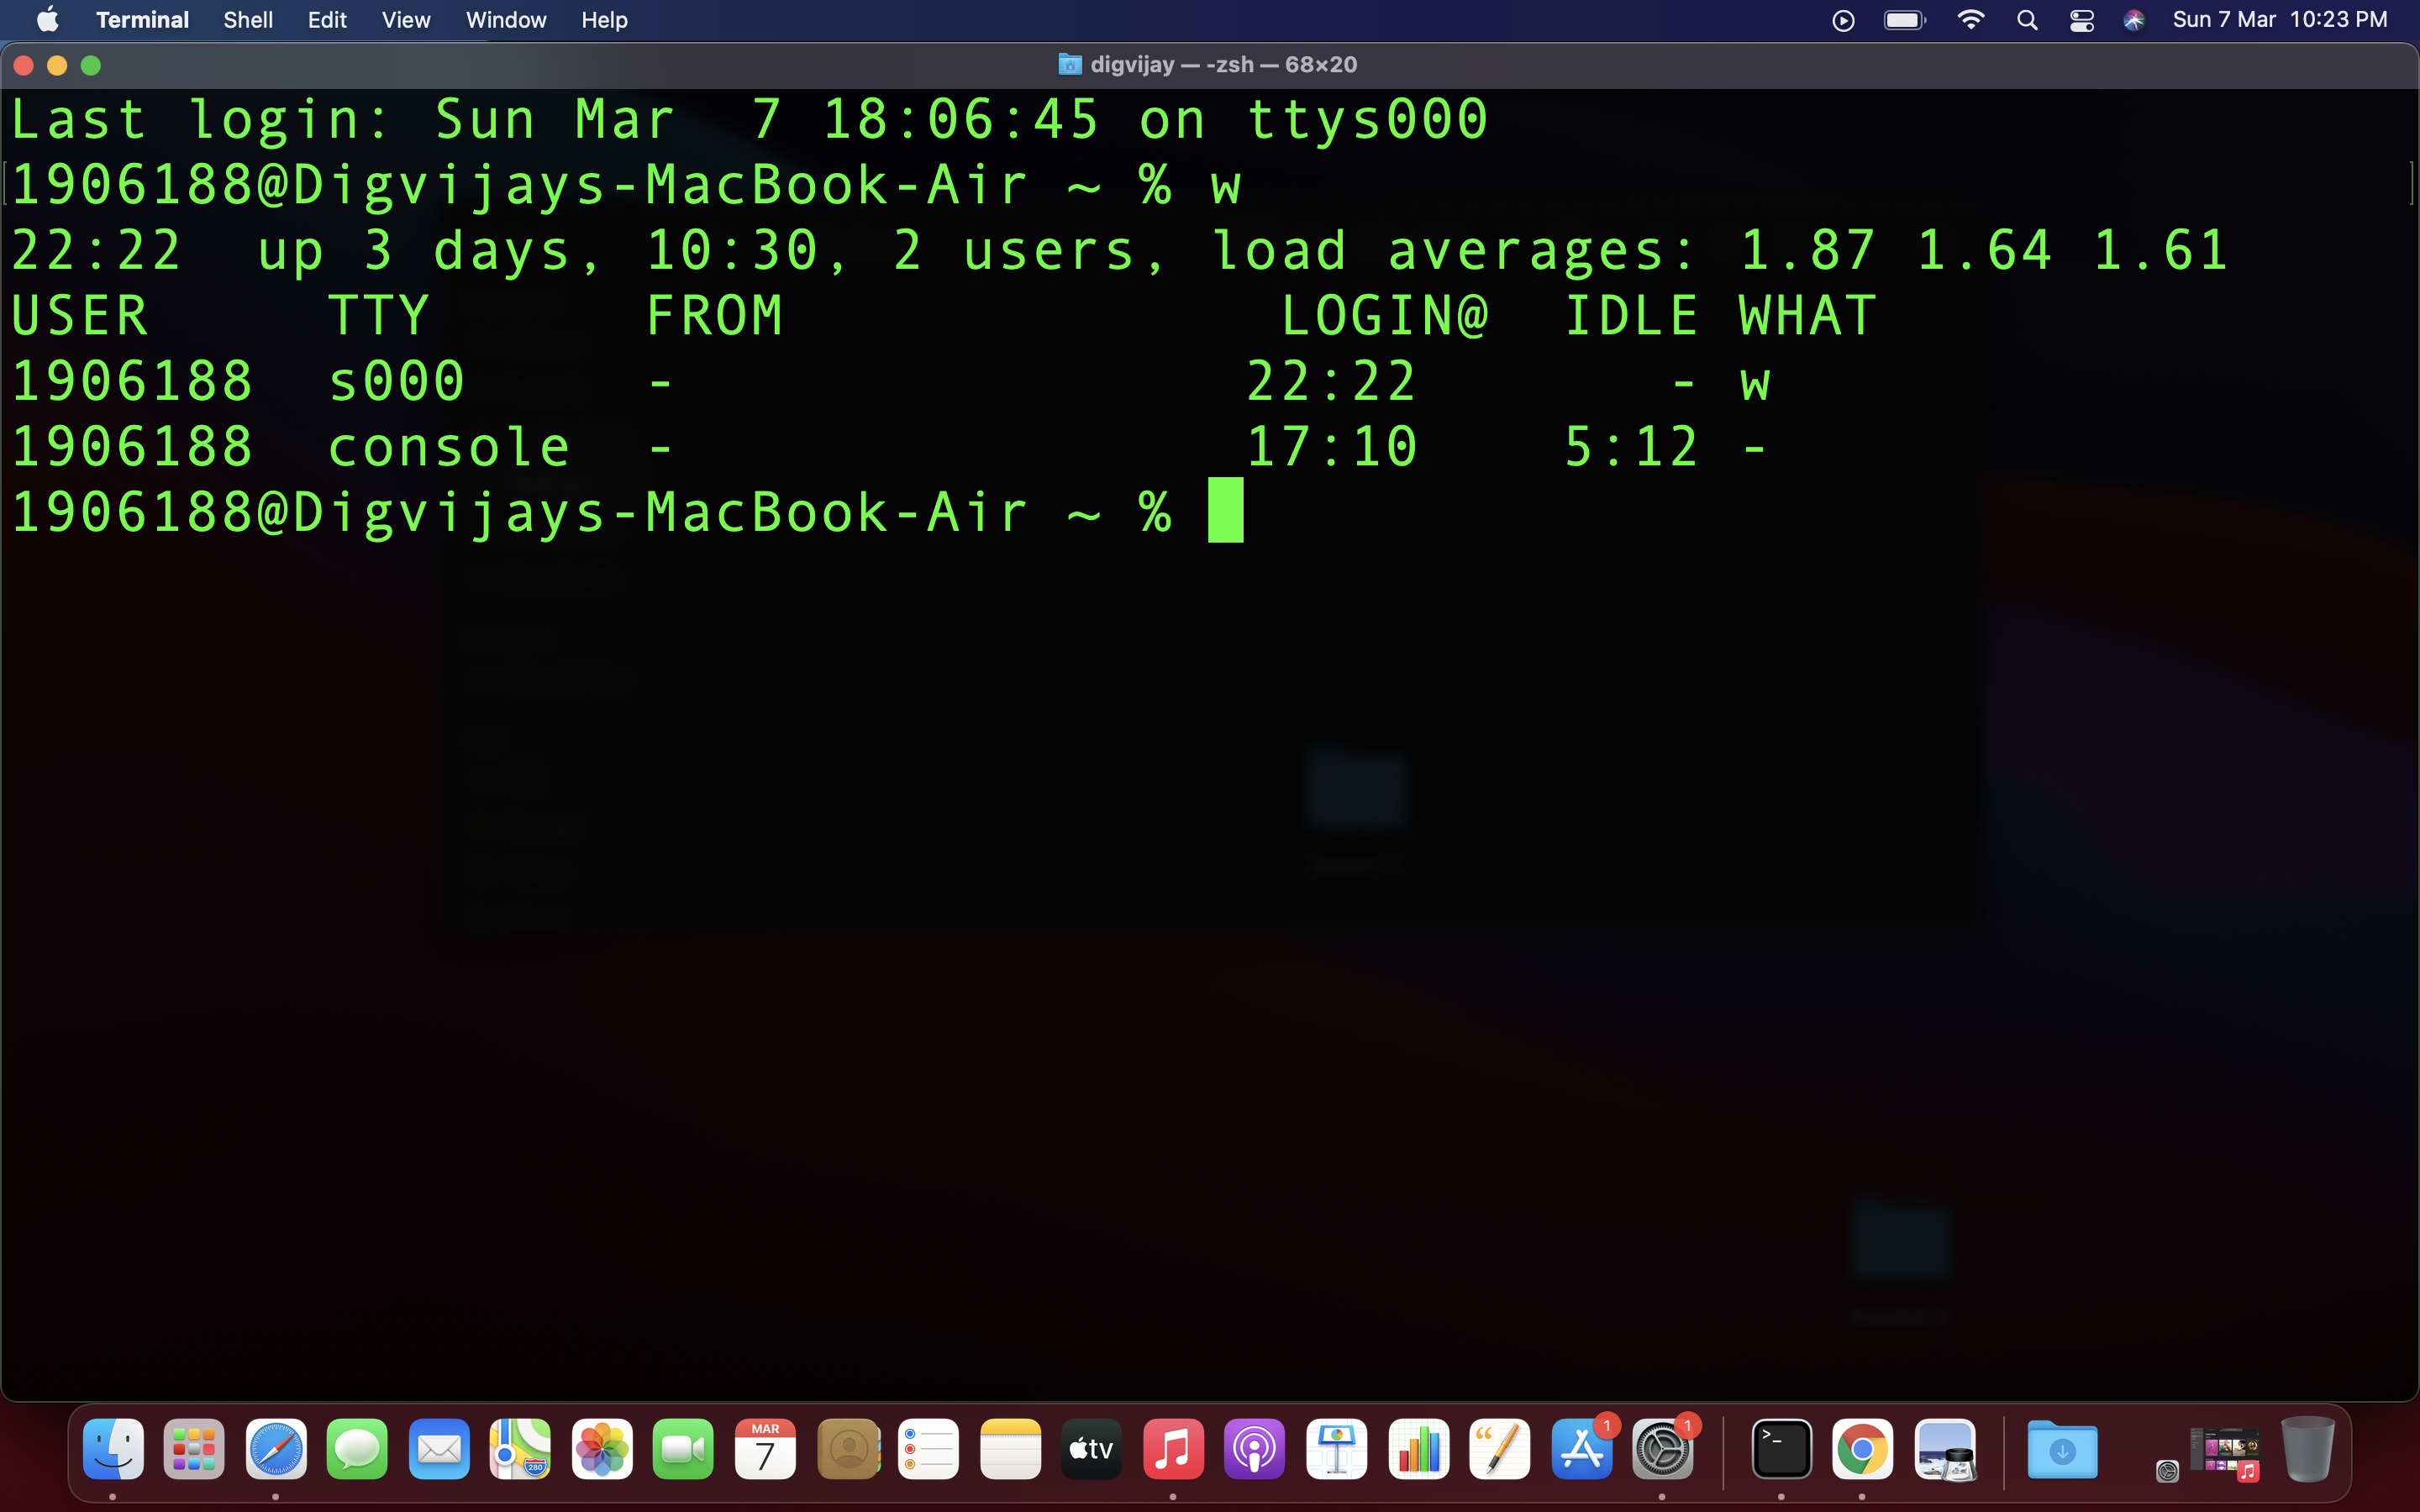 Terminal Shell Edit View Window Help Sun 7 Mar 10:23 PM
digvijay — -zsh — 68×20
Last login: Sun Mar  7 18:06:45 on ttys000
1906188@Digvijays-MacBook-Air ~ % w
22:22  up 3 days, 10:30, 2 users, load averages: 1.87 1.64 1.61
USER     TTY      FROM                            LOGIN@  IDLE WHAT
1906188  s000     -                              22:22       - w
1906188  console  -                              17:10    5:12 -
1906188@Digvijays-MacBook-Air ~ %
280 MAR 7 tv 1 1 >_